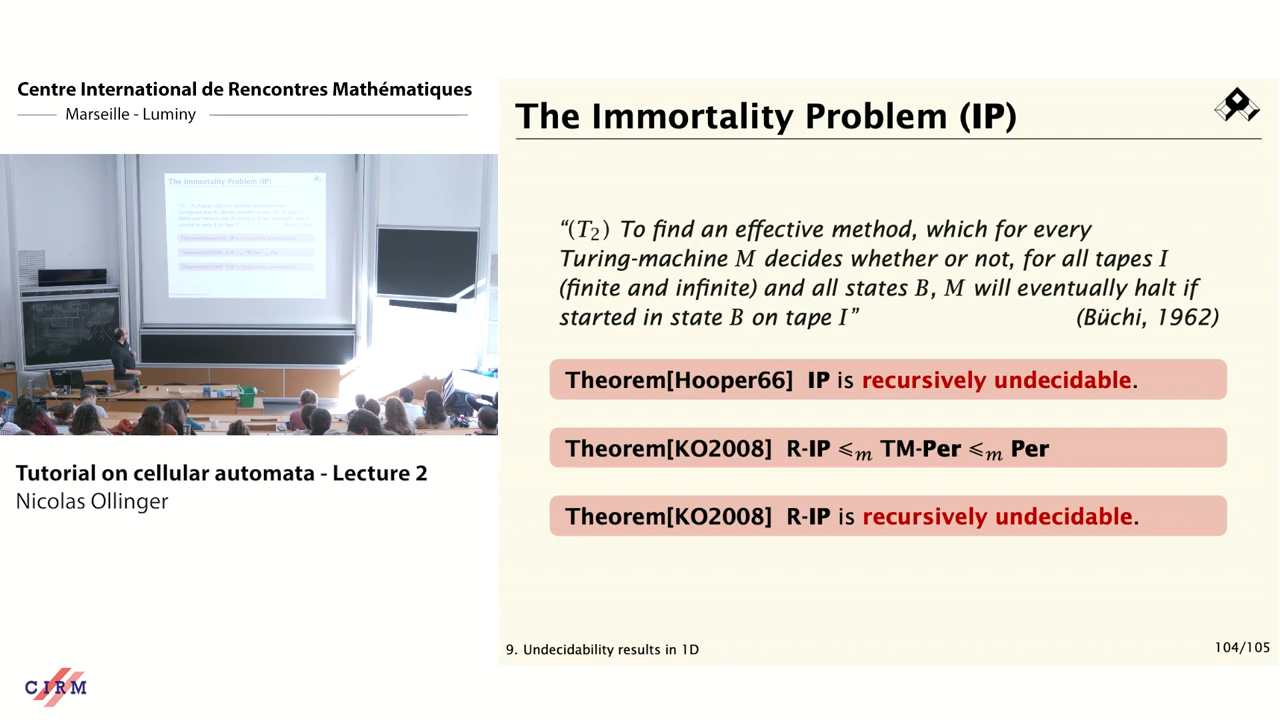 Centre International de Rencontres Mathématiques
Marseille - Luminy
The Immortality Problem (IP)
“(T₂) To find an effective method, which for every
Turing-machine M decides whether or not, for all tapes I
(finite and infinite) and all states B, M will eventually halt if
started in state B on tape I” (Büchi, 1962)
Theorem[Hooper66] IP is recursively undecidable.
Theorem[KO2008] R-IP ⩽ₘ TM-Per ⩽ₘ Per
Theorem[KO2008] R-IP is recursively undecidable.
9. Undecidability results in 1D 104/105
The Immortality Problem (IP)
Tutorial on cellular automata - Lecture 2
Nicolas Ollinger
CIRM